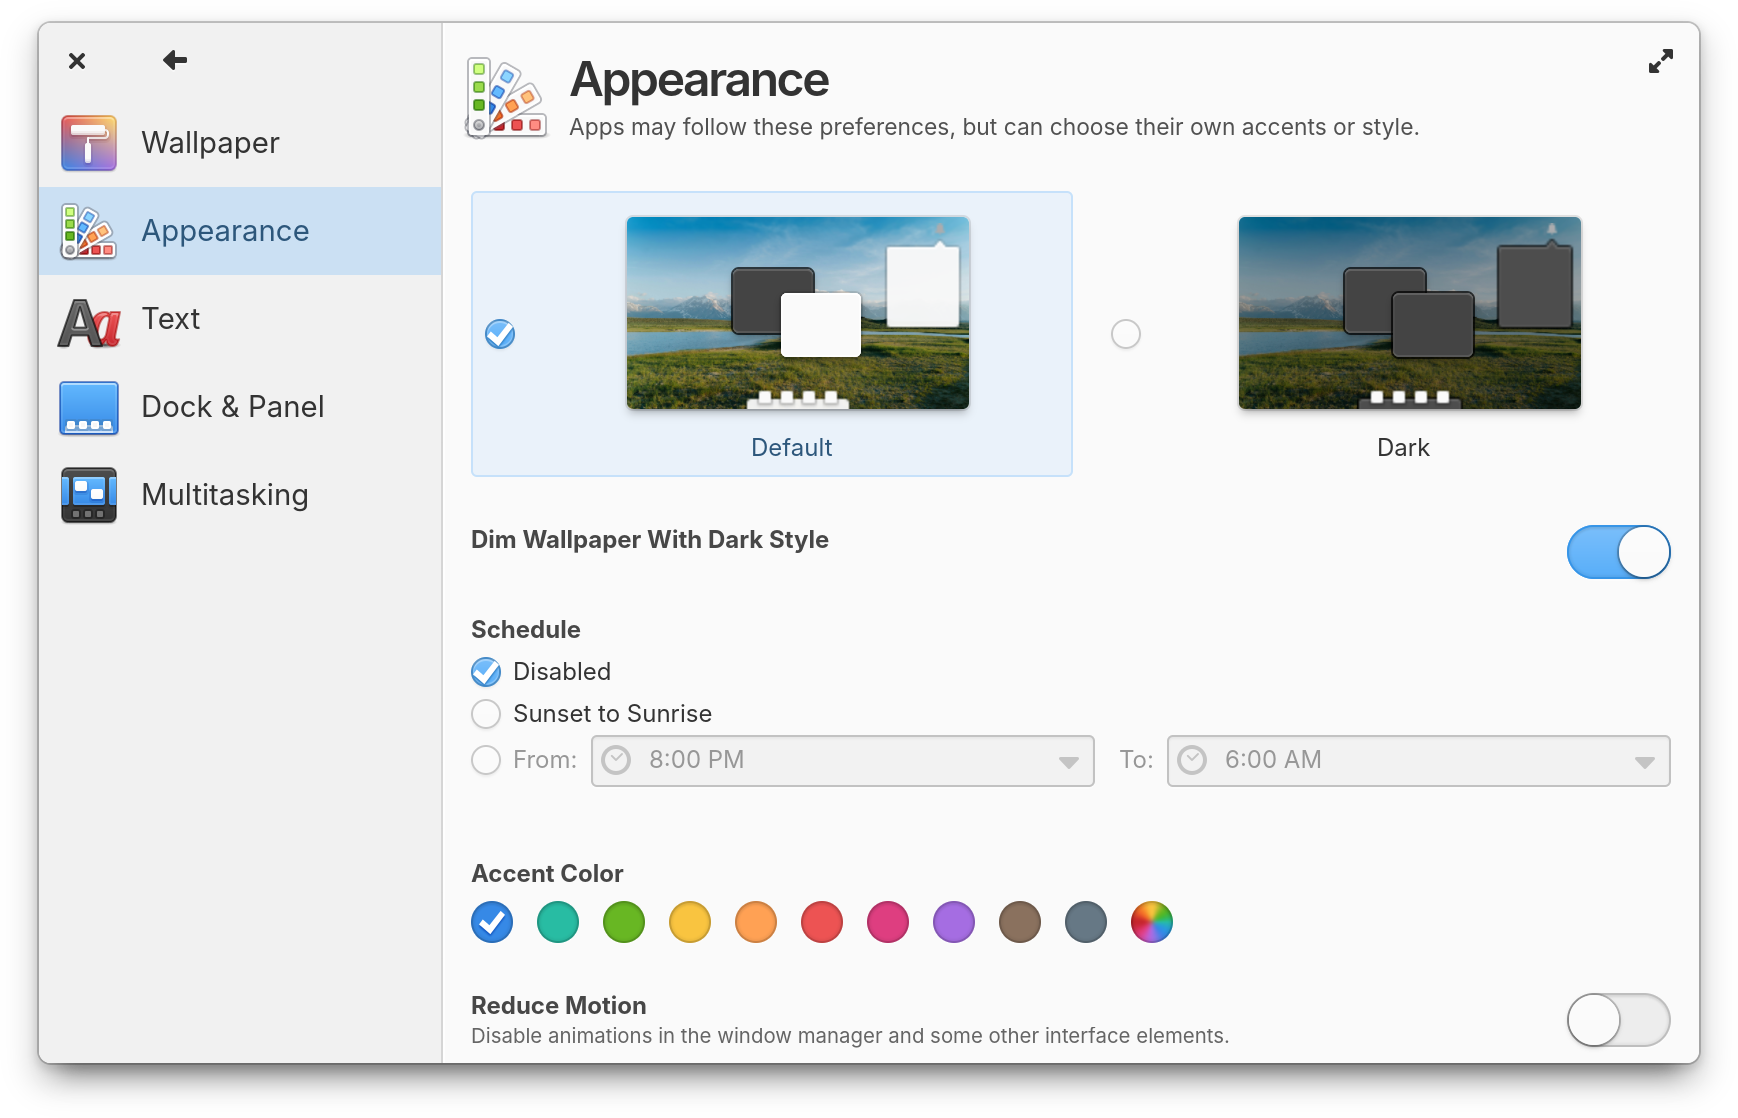 Wallpaper
Appearance
Text
Dock & Panel
Multitasking
Appearance
Apps may follow these preferences, but can choose their own accents or style.
Default
Dark
Dim Wallpaper With Dark Style
Schedule
Disabled
Sunset to Sunrise
From: 8:00 PM To: 6:00 AM
Accent Color
Reduce Motion
Disable animations in the window manager and some other interface elements.